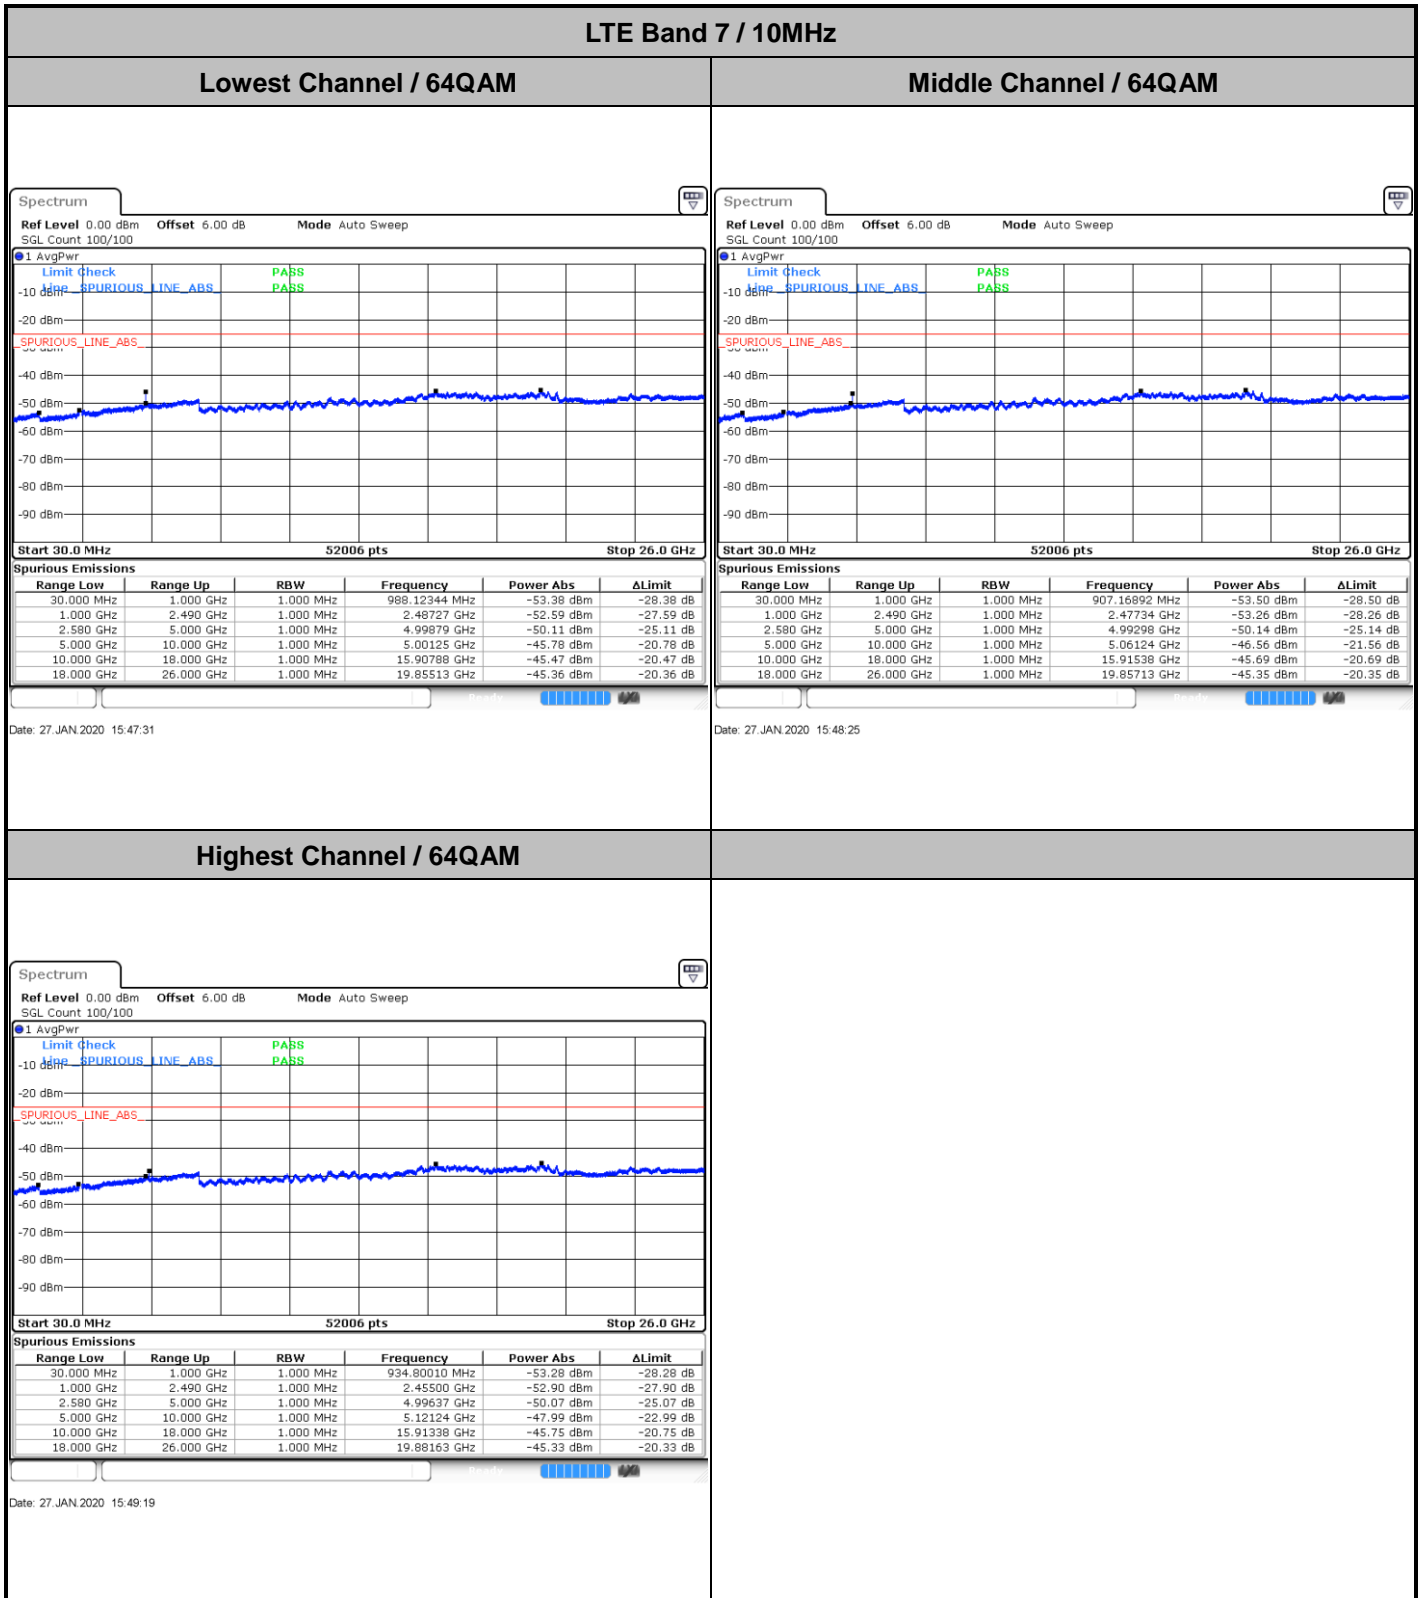 LTE Band 7 / 10MHz
Lowest Channel / 64QAM
Middle Channel / 64QAM
Spectrum
Ref Level 0.00 dBm Offset 6.00 dB Mode Auto Sweep
SGL Count 100/100
1 AvgPwr
Limit Check PASS
Line _SPURIOUS_LINE_ABS_ PASS
-10 dBm
-20 dBm
_SPURIOUS_LINE_ABS_
-40 dBm
-50 dBm
-60 dBm
-70 dBm
-80 dBm
-90 dBm
Start 30.0 MHz 52006 pts Stop 26.0 GHz
Spurious Emissions
Range Low Range Up RBW Frequency Power Abs ΔLimit
30.000 MHz 1.000 GHz 1.000 MHz 988.12344 MHz -53.38 dBm -28.38 dB
1.000 GHz 2.490 GHz 1.000 MHz 2.48727 GHz -52.59 dBm -27.59 dB
2.580 GHz 5.000 GHz 1.000 MHz 4.99879 GHz -50.11 dBm -25.11 dB
5.000 GHz 10.000 GHz 1.000 MHz 5.00125 GHz -45.78 dBm -20.78 dB
10.000 GHz 18.000 GHz 1.000 MHz 15.90788 GHz -45.47 dBm -20.47 dB
18.000 GHz 26.000 GHz 1.000 MHz 19.85513 GHz -45.36 dBm -20.36 dB
Date: 27.JAN.2020 15:47:31
Spectrum
Ref Level 0.00 dBm Offset 6.00 dB Mode Auto Sweep
SGL Count 100/100
1 AvgPwr
Limit Check PASS
Line _SPURIOUS_LINE_ABS_ PASS
-10 dBm
-20 dBm
_SPURIOUS_LINE_ABS_
-40 dBm
-50 dBm
-60 dBm
-70 dBm
-80 dBm
-90 dBm
Start 30.0 MHz 52006 pts Stop 26.0 GHz
Spurious Emissions
Range Low Range Up RBW Frequency Power Abs ΔLimit
30.000 MHz 1.000 GHz 1.000 MHz 907.16892 MHz -53.50 dBm -28.50 dB
1.000 GHz 2.490 GHz 1.000 MHz 2.47734 GHz -53.26 dBm -28.26 dB
2.580 GHz 5.000 GHz 1.000 MHz 4.99298 GHz -50.14 dBm -25.14 dB
5.000 GHz 10.000 GHz 1.000 MHz 5.06124 GHz -46.56 dBm -21.56 dB
10.000 GHz 18.000 GHz 1.000 MHz 15.91538 GHz -45.69 dBm -20.69 dB
18.000 GHz 26.000 GHz 1.000 MHz 19.85713 GHz -45.35 dBm -20.35 dB
Date: 27.JAN.2020 15:48:25
Highest Channel / 64QAM
Spectrum
Ref Level 0.00 dBm Offset 6.00 dB Mode Auto Sweep
SGL Count 100/100
1 AvgPwr
Limit Check PASS
Line _SPURIOUS_LINE_ABS_ PASS
-10 dBm
-20 dBm
_SPURIOUS_LINE_ABS_
-40 dBm
-50 dBm
-60 dBm
-70 dBm
-80 dBm
-90 dBm
Start 30.0 MHz 52006 pts Stop 26.0 GHz
Spurious Emissions
Range Low Range Up RBW Frequency Power Abs ΔLimit
30.000 MHz 1.000 GHz 1.000 MHz 934.80010 MHz -53.28 dBm -28.28 dB
1.000 GHz 2.490 GHz 1.000 MHz 2.45500 GHz -52.90 dBm -27.90 dB
2.580 GHz 5.000 GHz 1.000 MHz 4.99637 GHz -50.07 dBm -25.07 dB
5.000 GHz 10.000 GHz 1.000 MHz 5.12124 GHz -47.99 dBm -22.99 dB
10.000 GHz 18.000 GHz 1.000 MHz 15.91338 GHz -45.75 dBm -20.75 dB
18.000 GHz 26.000 GHz 1.000 MHz 19.88163 GHz -45.33 dBm -20.33 dB
Date: 27.JAN.2020 15:49:19